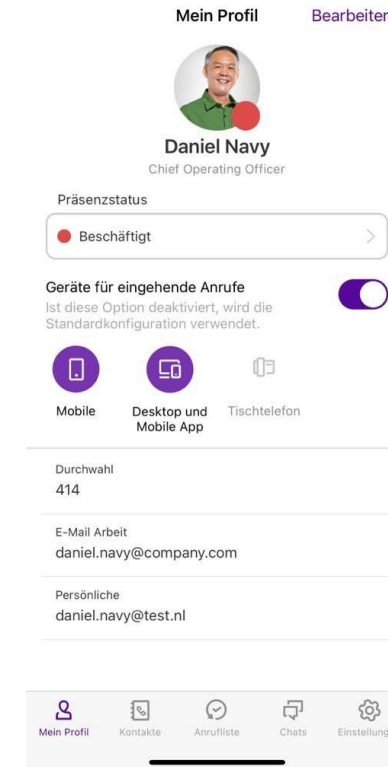 Mein Profil Bearbeiten
Daniel Navy
Chief Operating Officer
Präsenzstatus
Beschäftigt
Geräte für eingehende Anrufe
Ist diese Option deaktiviert, wird die
Standardkonfiguration verwendet.
Mobile Desktop und Tischtelefon
Mobile App
Durchwahl
414
E-Mail Arbeit
daniel.navy@company.com
Persönliche
daniel.navy@test.nl
Mein Profil Kontakte Anrufliste Chats Einstellung